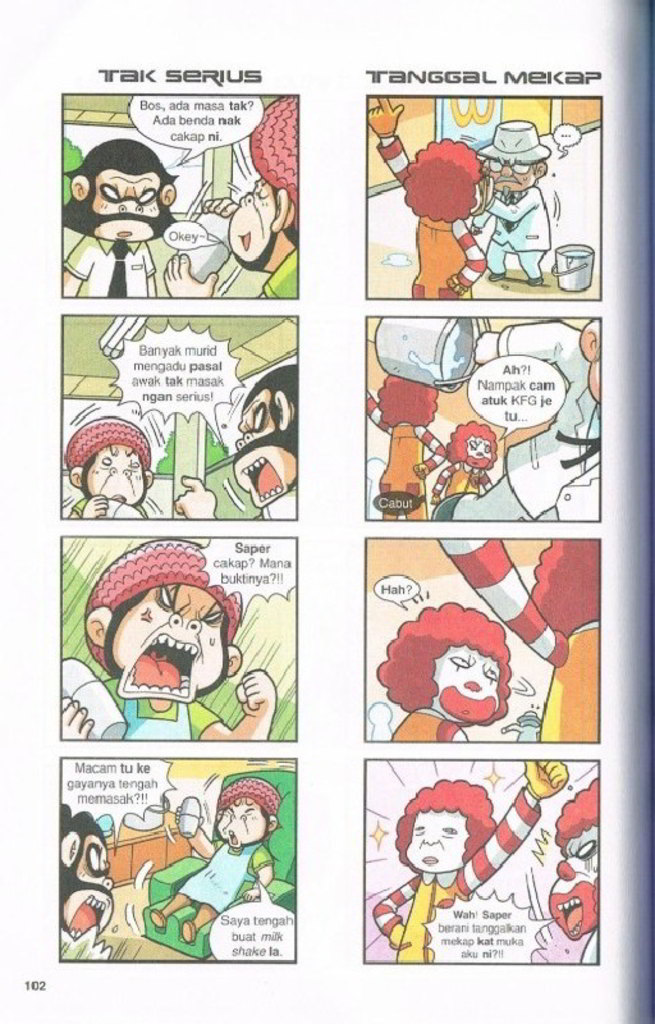 TAK SERIUS
Bos, ada masa tak?
Ada benda nak
cakap ni.
Okey~
Banyak murid
mengadu pasal
awak tak masak
ngan serius!
Saper
cakap? Mana
buktinya?!!
Macam tu ke
gayanya tengah
memasak?!!
Saya tengah
buat milk
shake la.
TANGGAL MEKAP
...
Ah?!
Nampak cam
atuk KFG je
tu...
Cabut
Hah?
Wah! Saper
berani tanggalkan
mekap kat muka
aku ni?!!
102